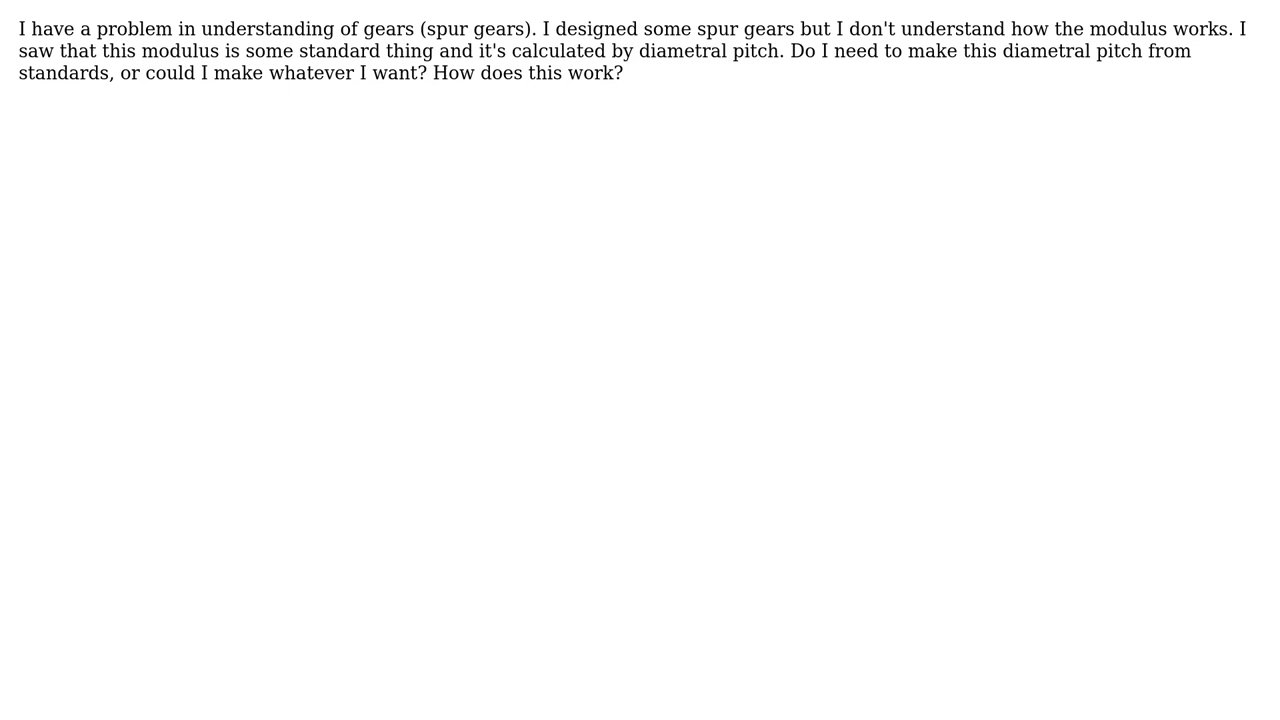 I have a problem in understanding of gears (spur gears). I designed some spur gears but I don't understand how the modulus works. I
saw that this modulus is some standard thing and it's calculated by diametral pitch. Do I need to make this diametral pitch from
standards, or could I make whatever I want? How does this work?